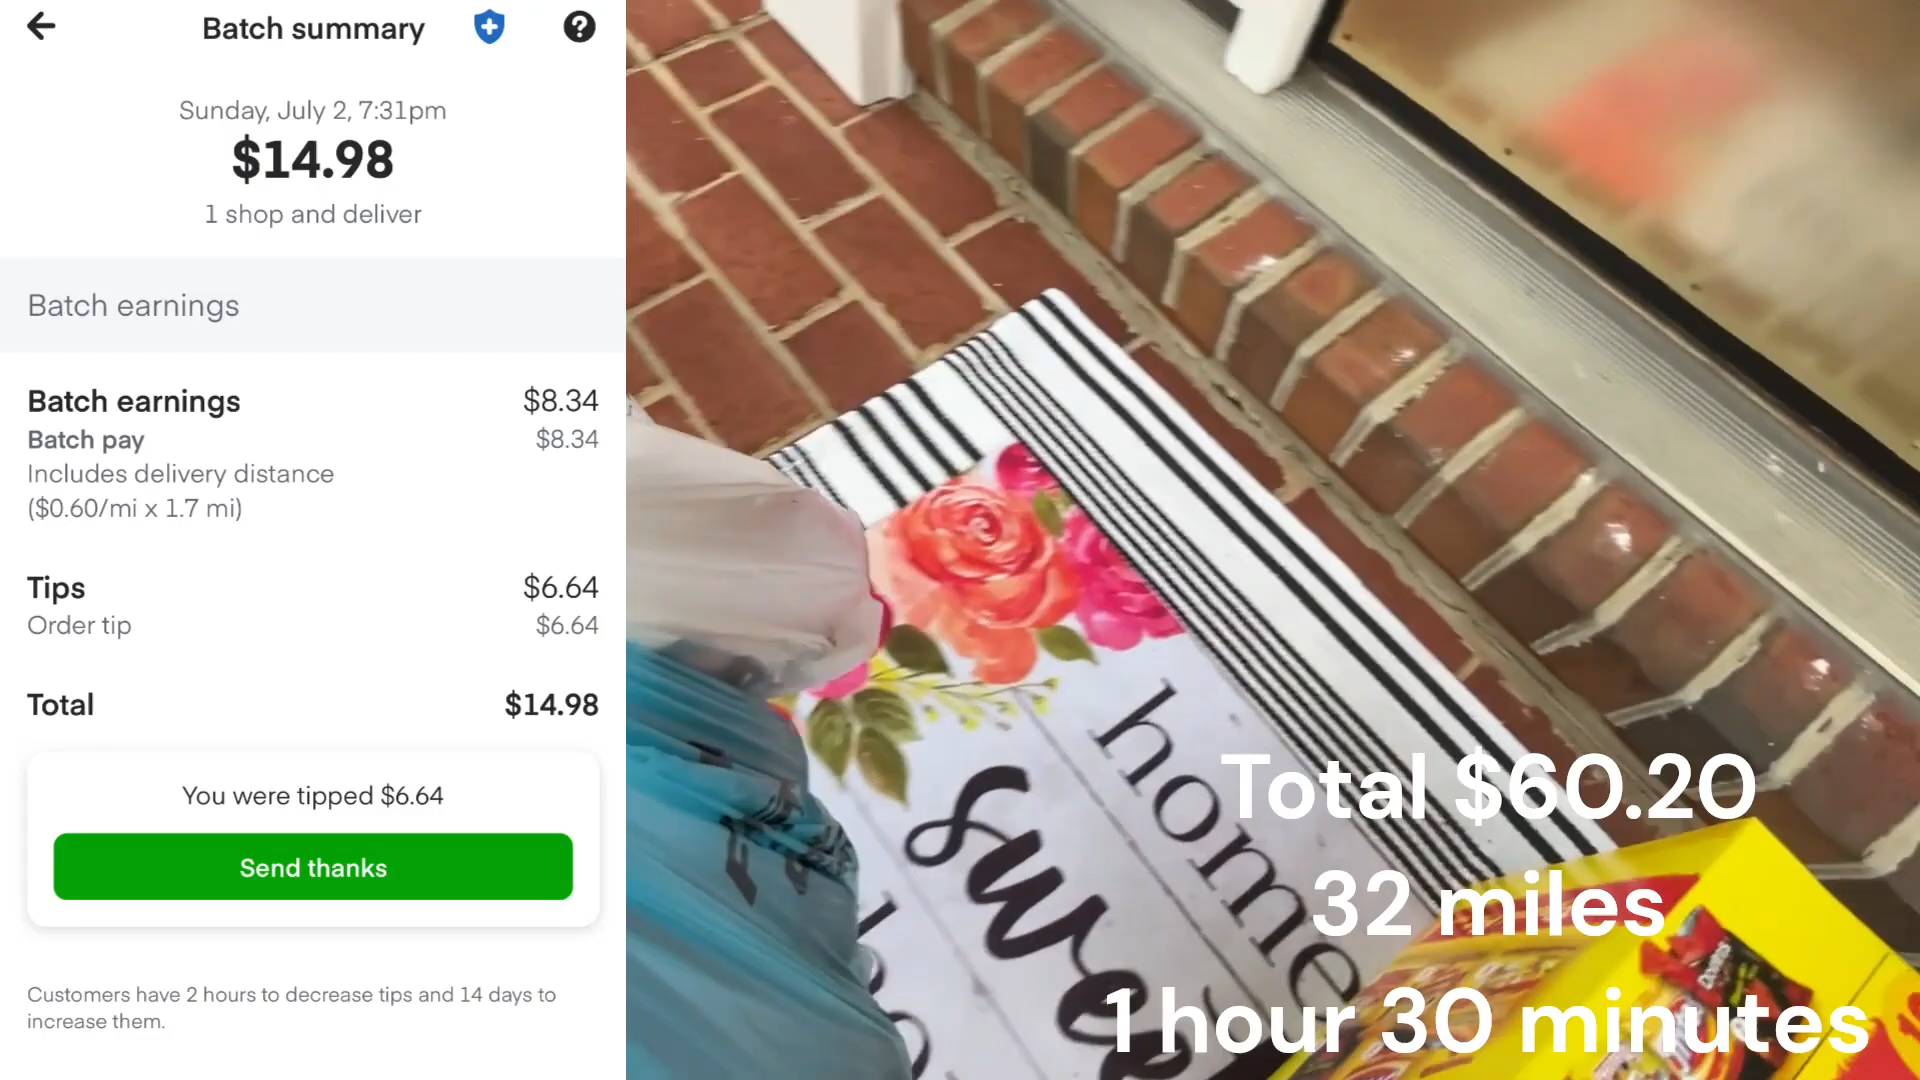 Batch summary
Sunday, July 2, 7:31pm
$14.98
1 shop and deliver
Batch earnings
Batch earnings $8.34
Batch pay $8.34
Includes delivery distance
($0.60/mi x 1.7 mi)
Tips $6.64
Order tip $6.64
Total $14.98
You were tipped $6.64
Send thanks
Customers have 2 hours to decrease tips and 14 days to
increase them.
home
Total $60.20
32 miles
1 hour 30 minutes
Doritos